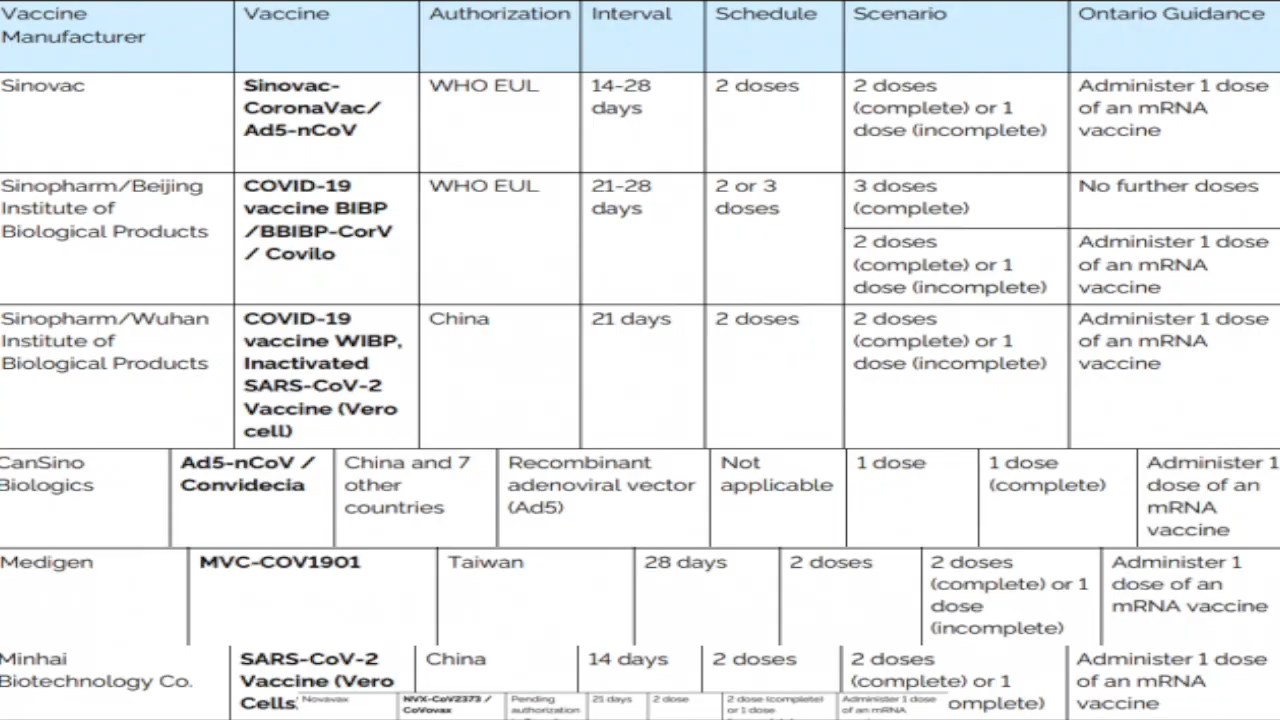 Vaccine Manufacturer Vaccine Authorization Interval Schedule Scenario Ontario Guidance
Sinovac
Sinovac-
CoronaVac/
Ad5-nCoV
WHO EUL
14-28
days
2 doses
2 doses
(complete) or 1
dose (incomplete)
Administer 1 dose
of an mRNA
vaccine
Sinopharm/Beijing
Institute of
Biological Products
COVID-19
vaccine BIBP
/BBIBP-CorV
/ Covilo
WHO EUL
21-28
days
2 or 3
doses
3 doses
(complete)
No further doses
2 doses
(complete) or 1
dose (incomplete)
Administer 1 dose
of an mRNA
vaccine
Sinopharm/Wuhan
Institute of
Biological Products
COVID-19
vaccine WIBP,
Inactivated
SARS-CoV-2
Vaccine (Vero
cell)
China
21 days
2 doses
2 doses
(complete) or 1
dose (incomplete)
Administer 1 dose
of an mRNA
vaccine
CanSino
Biologics
Ad5-nCoV /
Convidecia
China and 7
other
countries
Recombinant
adenoviral vector
(Ad5)
Not
applicable
1 dose
1 dose
(complete)
Administer 1
dose of an
mRNA
vaccine
Medigen
MVC-COV1901
Taiwan
28 days
2 doses
2 doses
(complete) or 1
dose
(incomplete)
Administer 1
dose of an
mRNA vaccine
Minhai
Biotechnology Co.
SARS-CoV-2
Vaccine (Vero
Cells
China
14 days
2 doses
2 doses
(complete) or 1
omplete)
Administer 1 dose
of an mRNA
vaccine
Novavax
NVX-CoV2373 /
CoVovax
Pending
authorization
21 days
2 dose
2 dose (complete)
or 1 dose
Administer 1 dose
of an mRNA